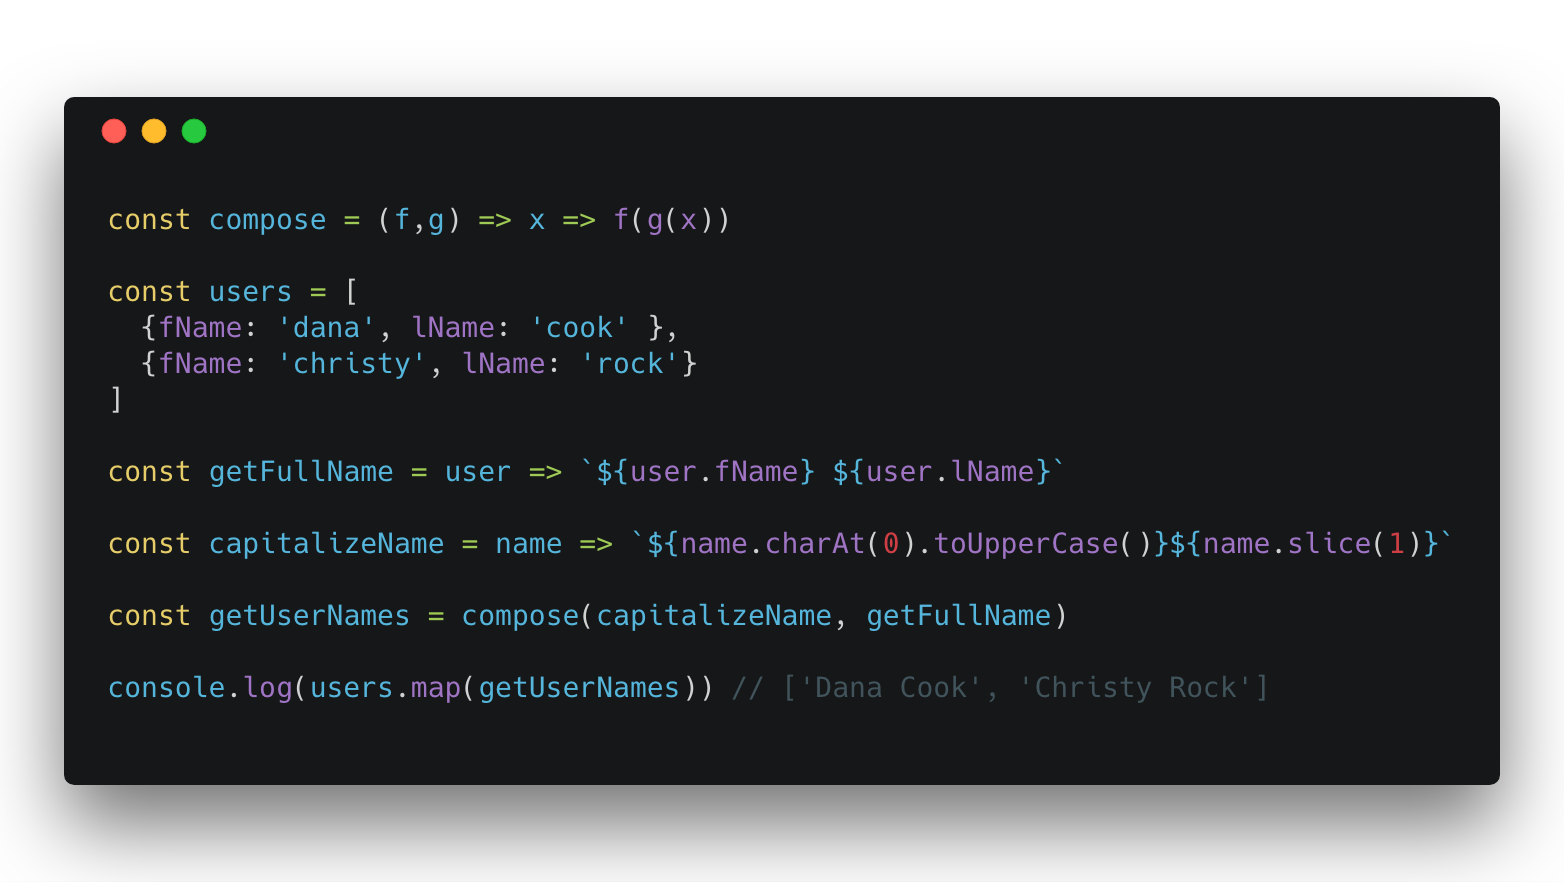 const compose = (f,g) => x => f(g(x))
const users = [
  {fName: 'dana', lName: 'cook' },
  {fName: 'christy', lName: 'rock'}
]
const getFullName = user => `${user.fName} ${user.lName}`
const capitalizeName = name => `${name.charAt(0).toUpperCase()}${name.slice(1)}`
const getUserNames = compose(capitalizeName, getFullName)
console.log(users.map(getUserNames)) // ['Dana Cook', 'Christy Rock']